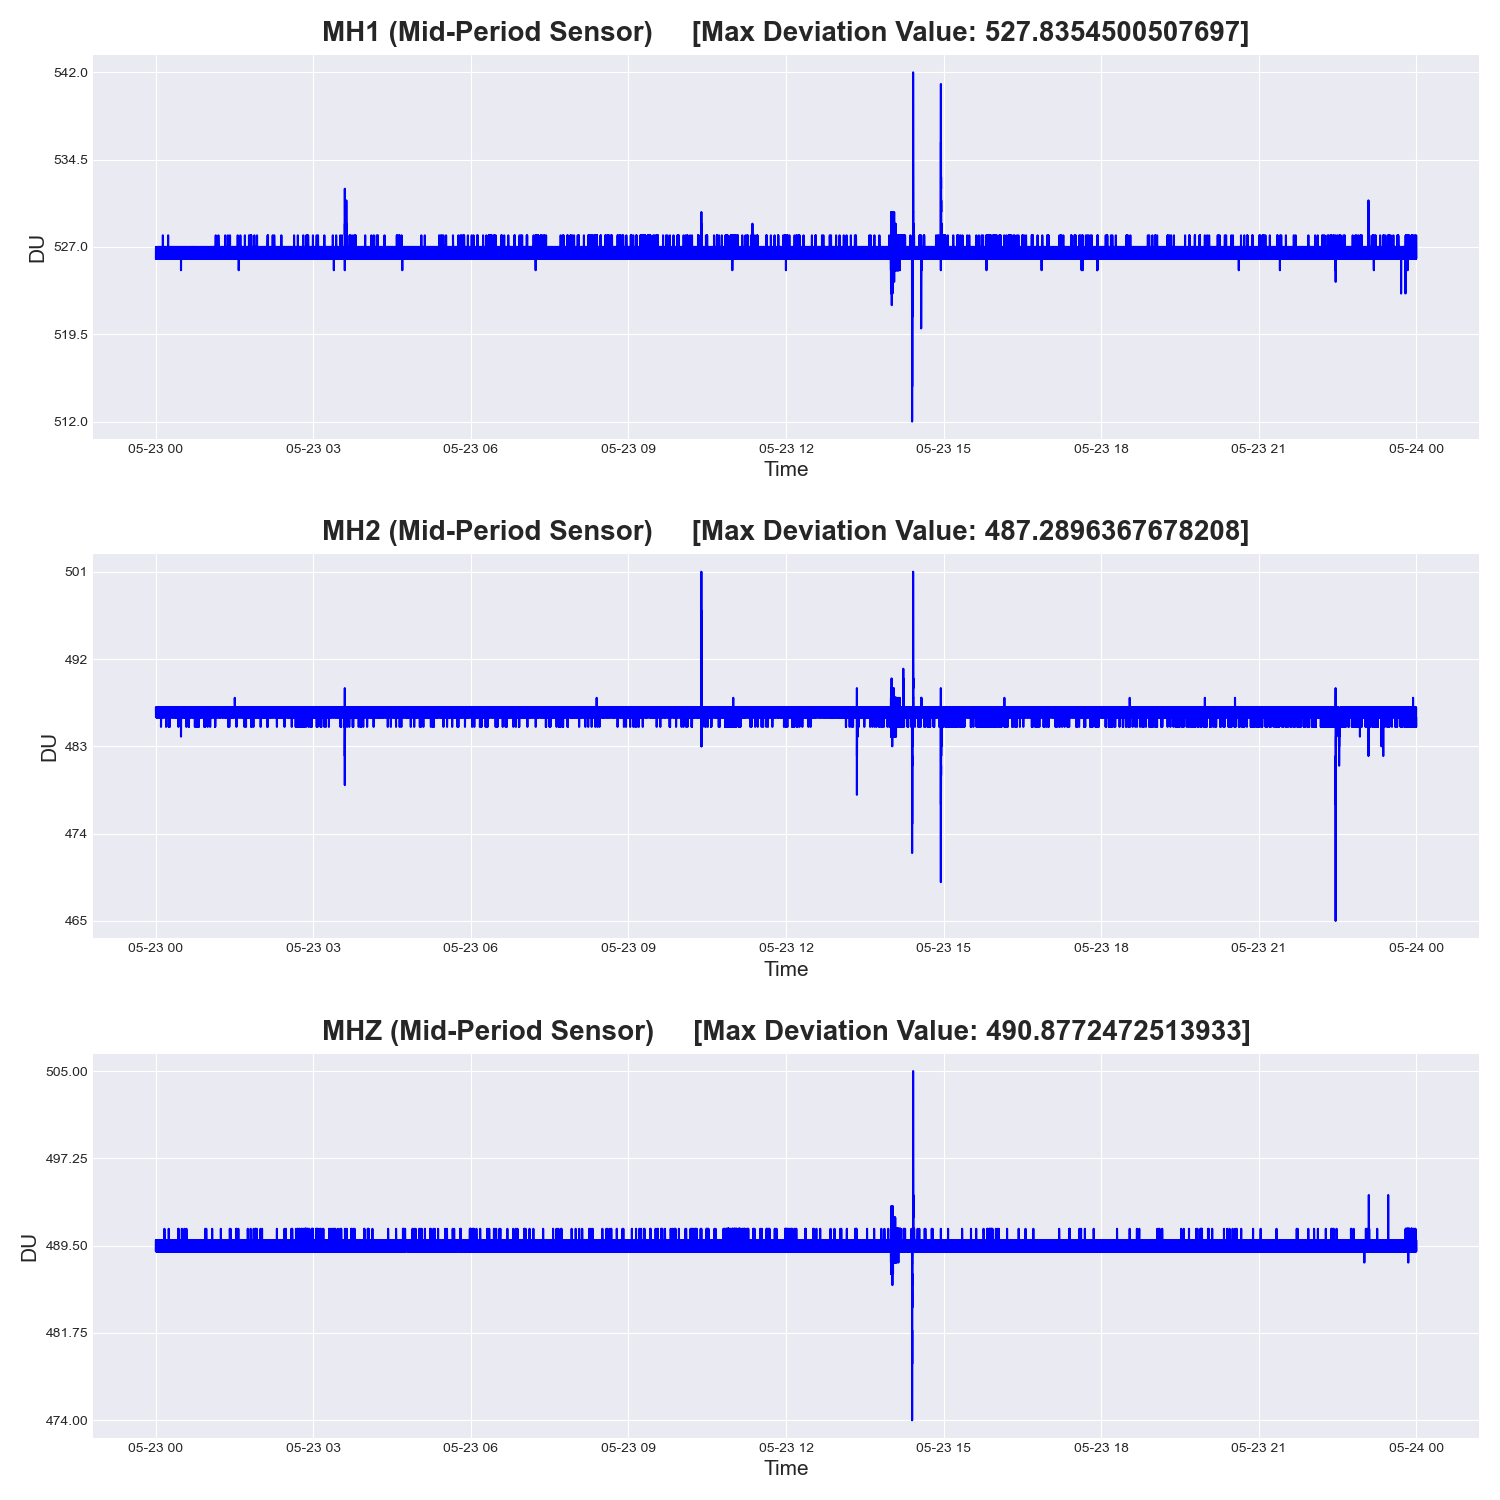 MH1 (Mid-Period Sensor) [Max Deviation Value: 527.8354500507697]
542.0
534.5
527.0
519.5
512.0
DU
05-23 00 05-23 03 05-23 06 05-23 09 05-23 12 05-23 15 05-23 18 05-23 21 05-24 00
Time
MH2 (Mid-Period Sensor) [Max Deviation Value: 487.2896367678208]
501
492
483
474
465
DU
05-23 00 05-23 03 05-23 06 05-23 09 05-23 12 05-23 15 05-23 18 05-23 21 05-24 00
Time
MHZ (Mid-Period Sensor) [Max Deviation Value: 490.8772472513933]
505.00
497.25
489.50
481.75
474.00
DU
05-23 00 05-23 03 05-23 06 05-23 09 05-23 12 05-23 15 05-23 18 05-23 21 05-24 00
Time